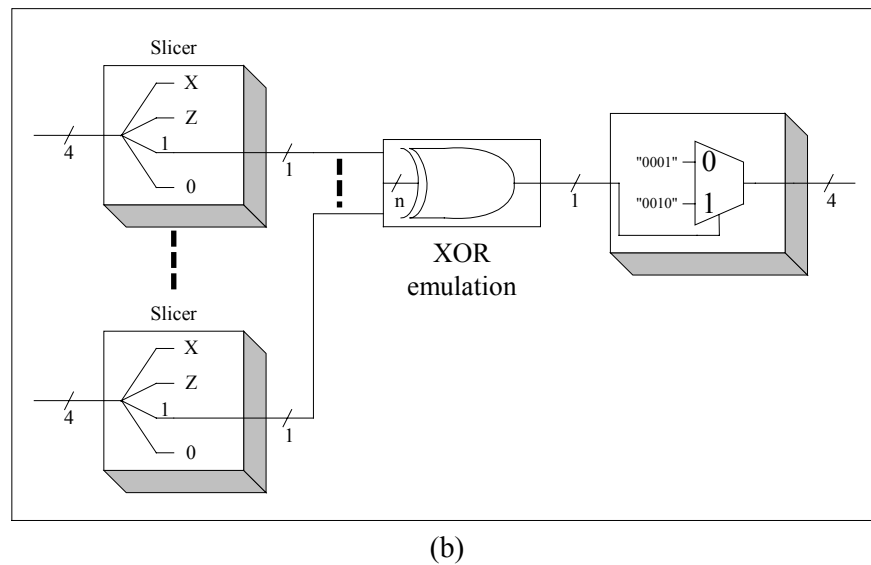 Slicer
X
Z
1
0
4
1
Slicer
X
Z
1
0
4
1
n
XOR
emulation
1
"0001" 0
"0010" 1
4
(b)